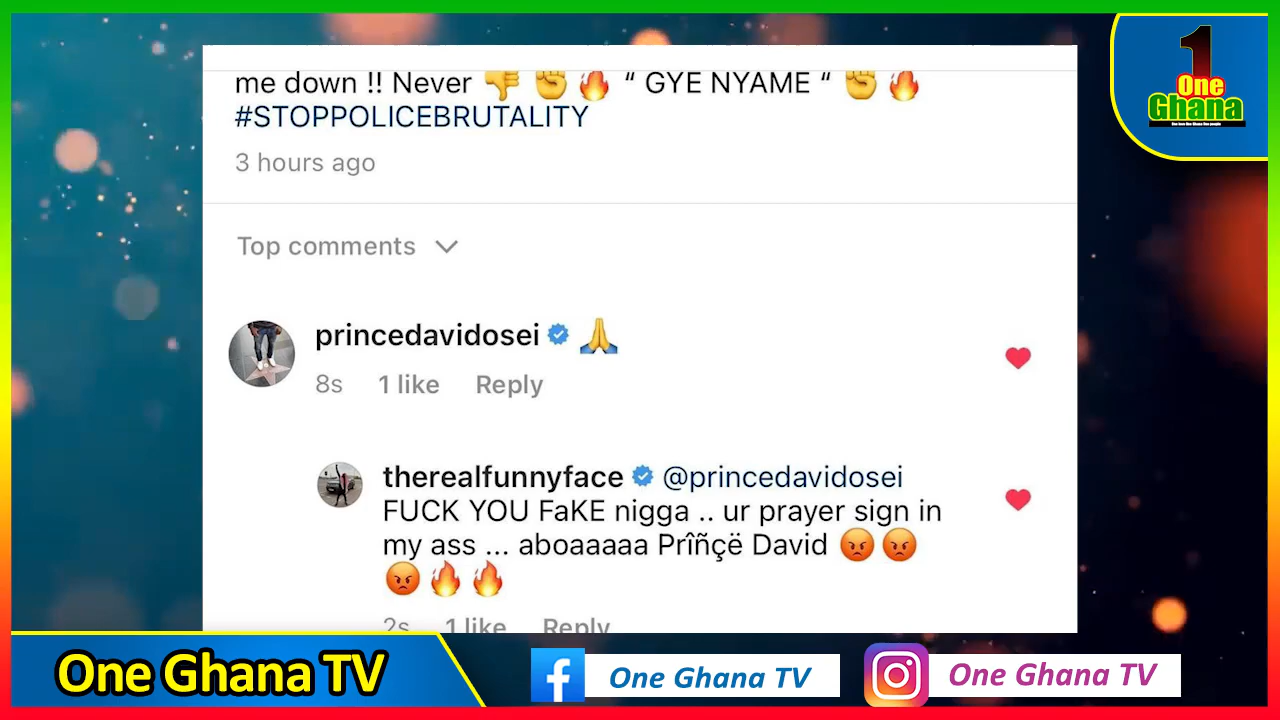 me down !! Never 👎 ✊🔥 “ GYE NYAME “ ✊🔥
#STOPPOLICEBRUTALITY
3 hours ago
Top comments
princedavidosei 🙏
8s 1 like Reply
therealfunnyface @princedavidosei
FUCK YOU FaKE nigga .. ur prayer sign in
my ass ... aboaaaaa Prîñçë David 😡😡
😡🔥🔥
2s 1 like Reply
1
One
Ghana
One Ghana TV
One Ghana TV
One Ghana TV